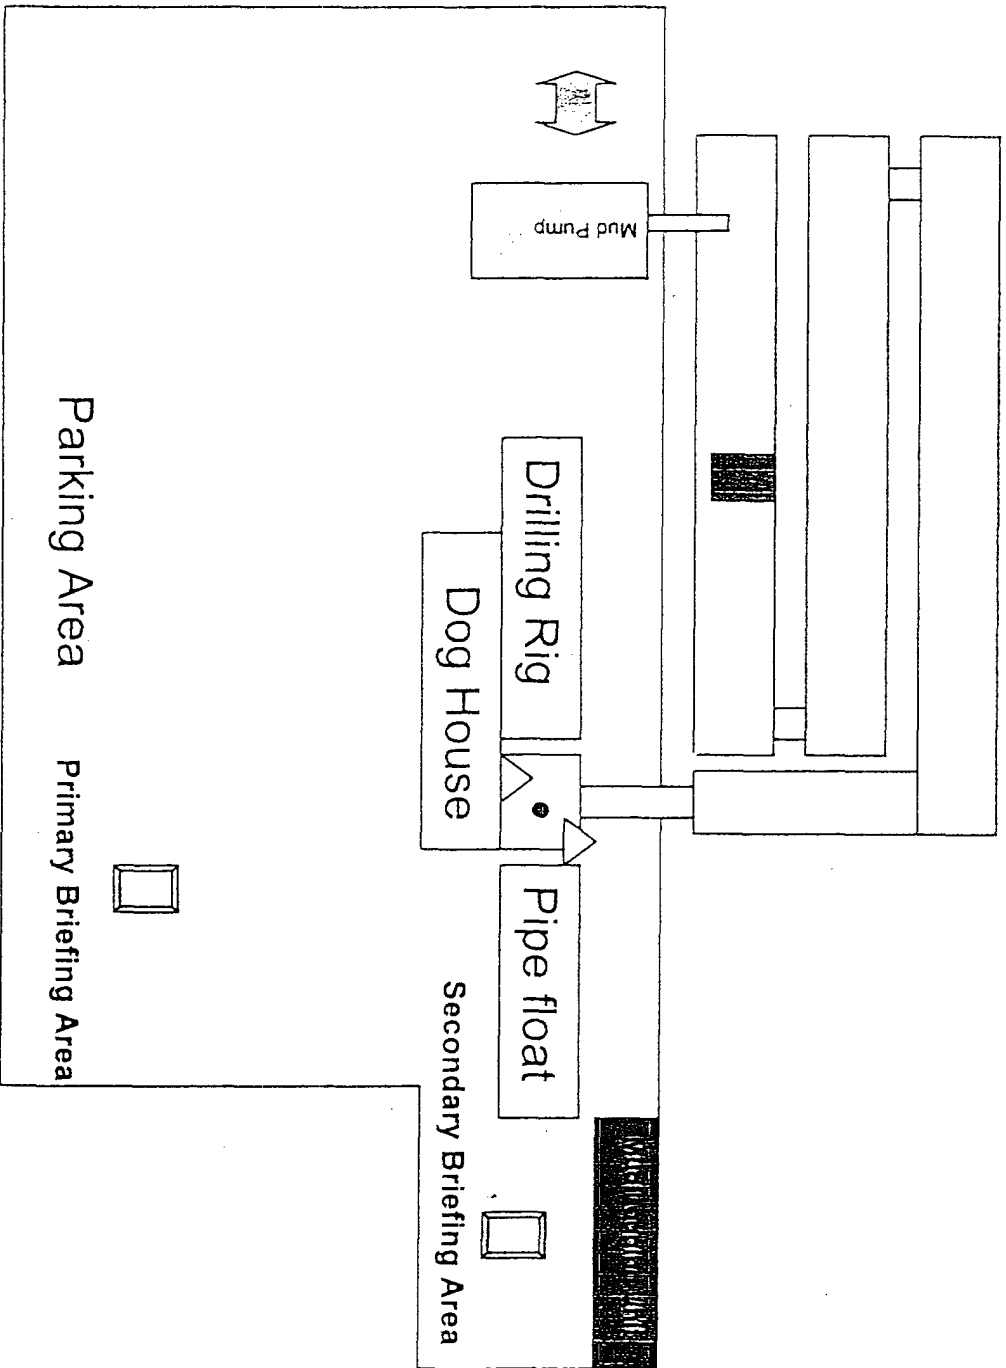 Mud Pump
Drilling Rig
Dog House
Pipe float
Parking Area
Primary Briefing Area
Secondary Briefing Area